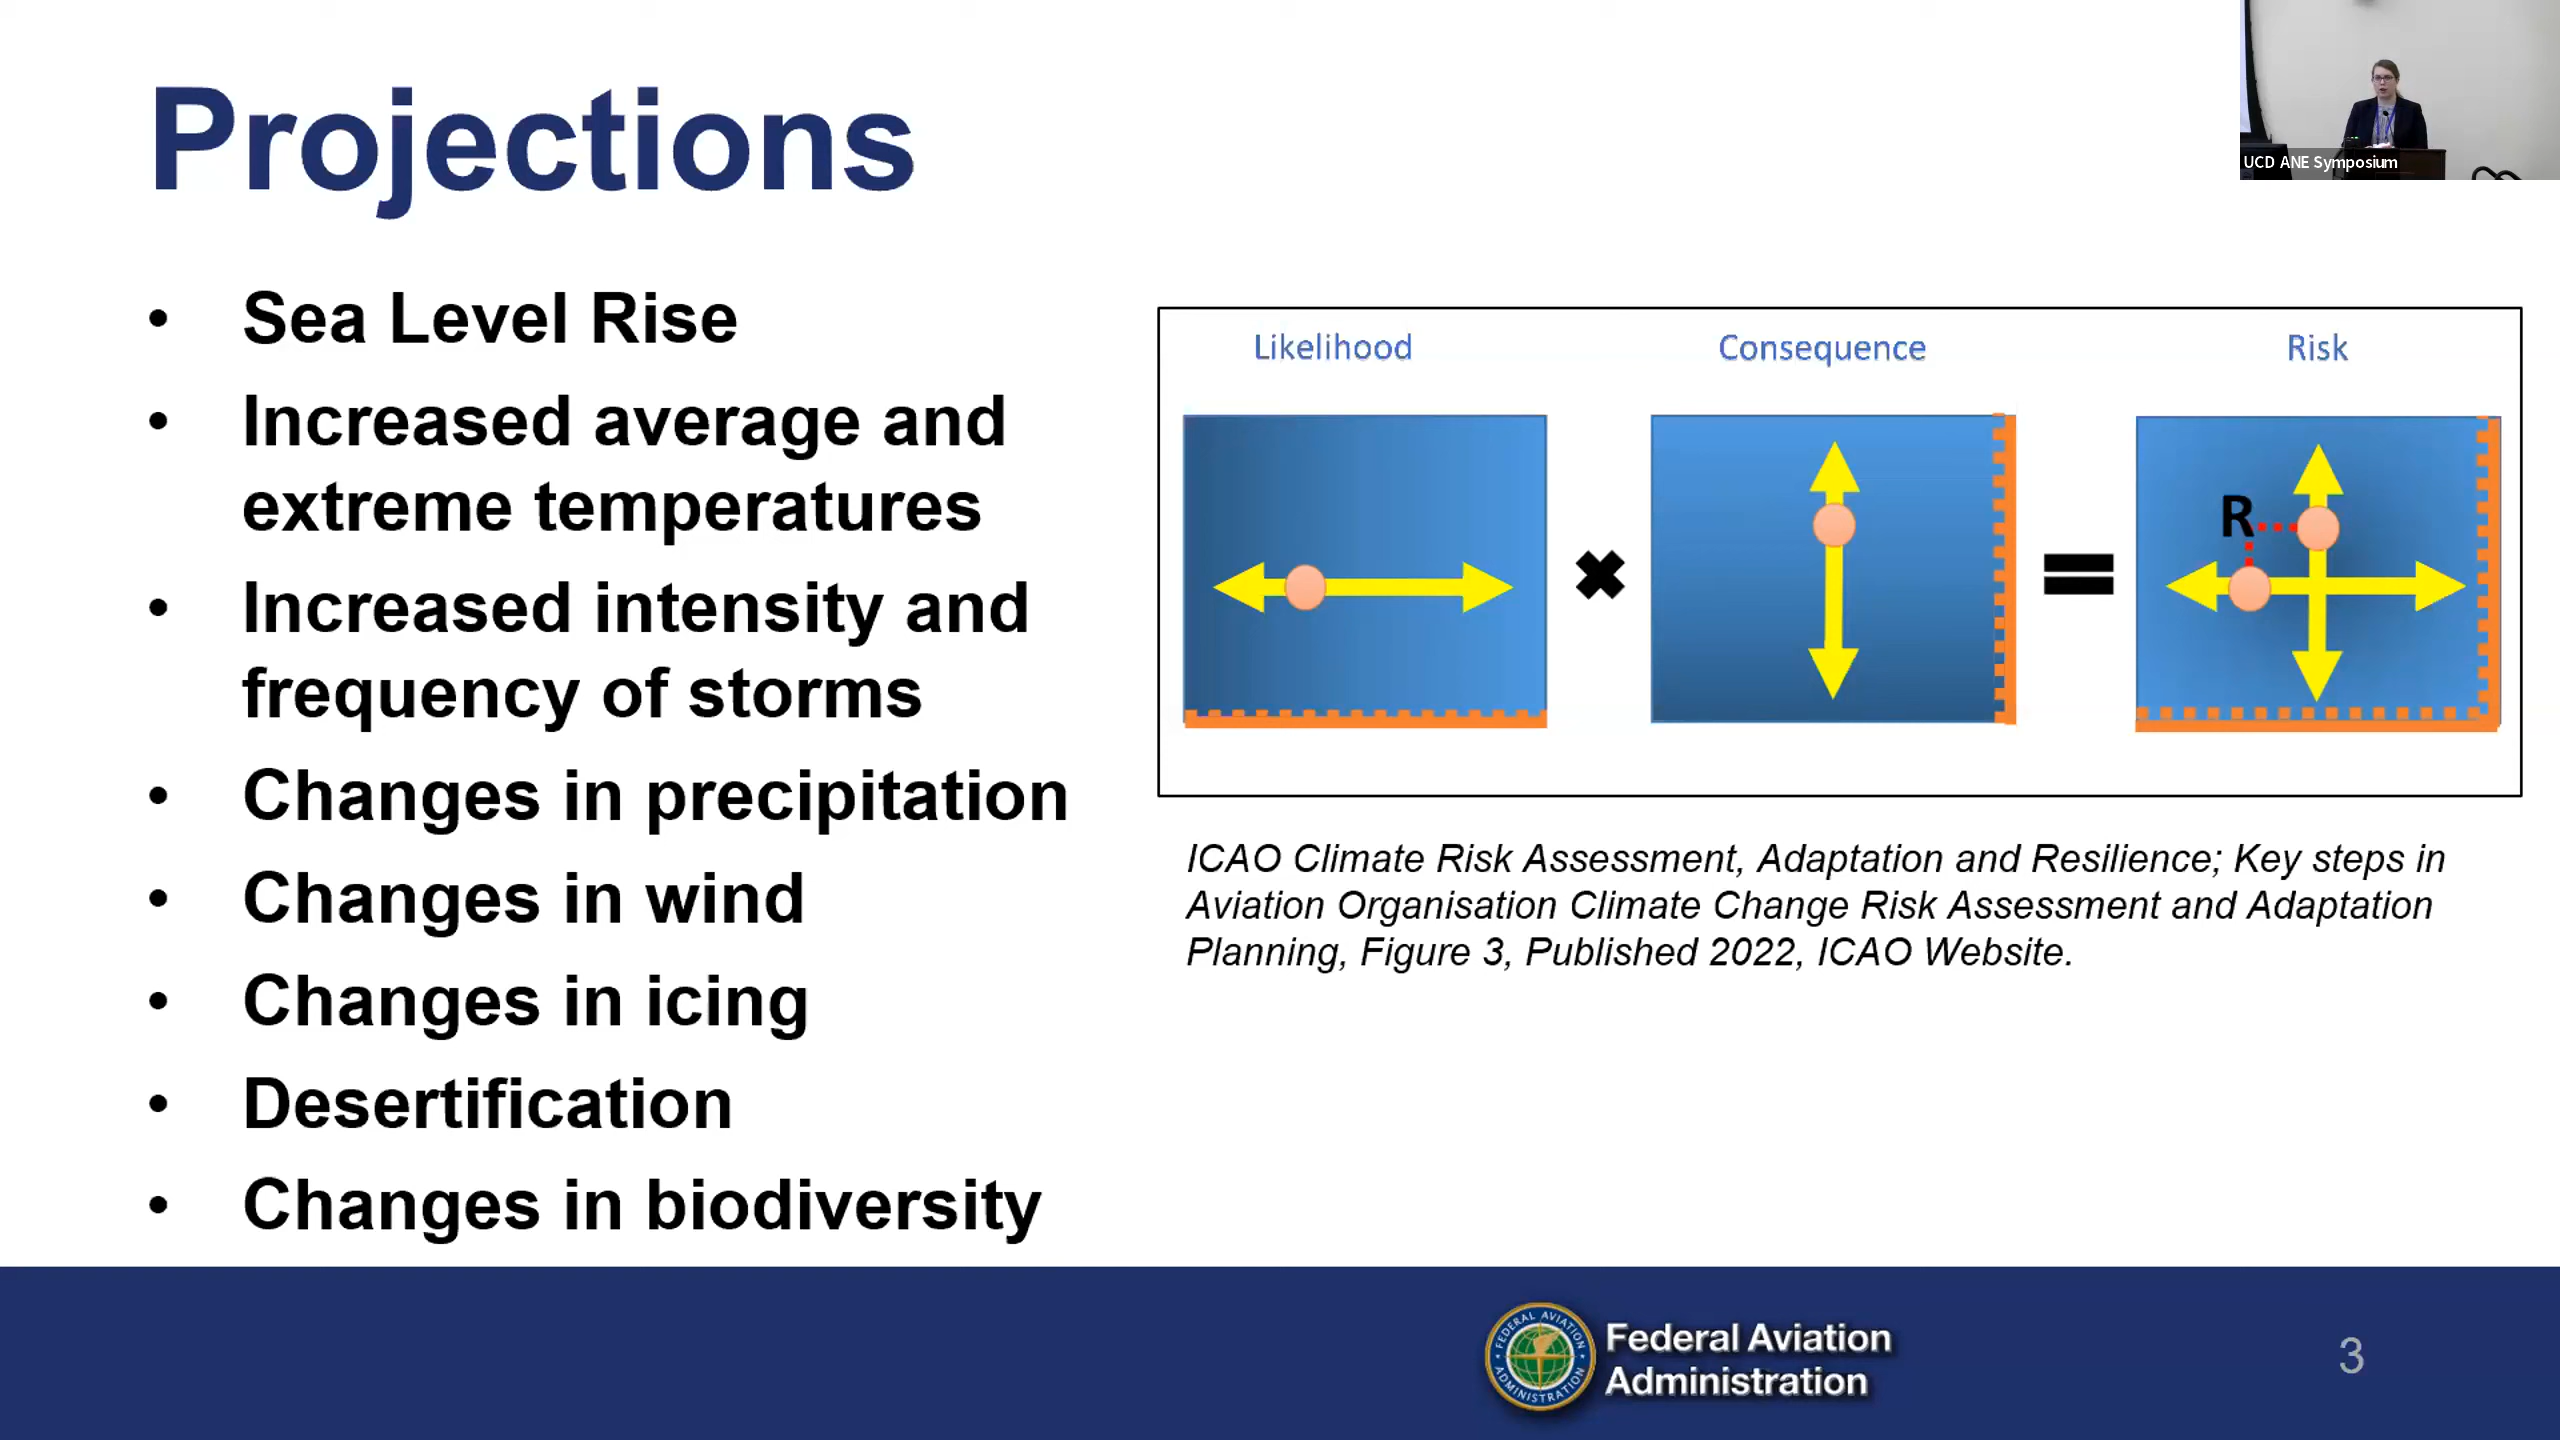 Projections
UCD ANE Symposium
• Sea Level Rise
• Increased average and
extreme temperatures
• Increased intensity and
frequency of storms
• Changes in precipitation
• Changes in wind
• Changes in icing
• Desertification
• Changes in biodiversity
Likelihood
Consequence
Risk
R
ICAO Climate Risk Assessment, Adaptation and Resilience; Key steps in
Aviation Organisation Climate Change Risk Assessment and Adaptation
Planning, Figure 3, Published 2022, ICAO Website.
FEDERAL AVIATION
ADMINISTRATION
Federal Aviation
Administration
3